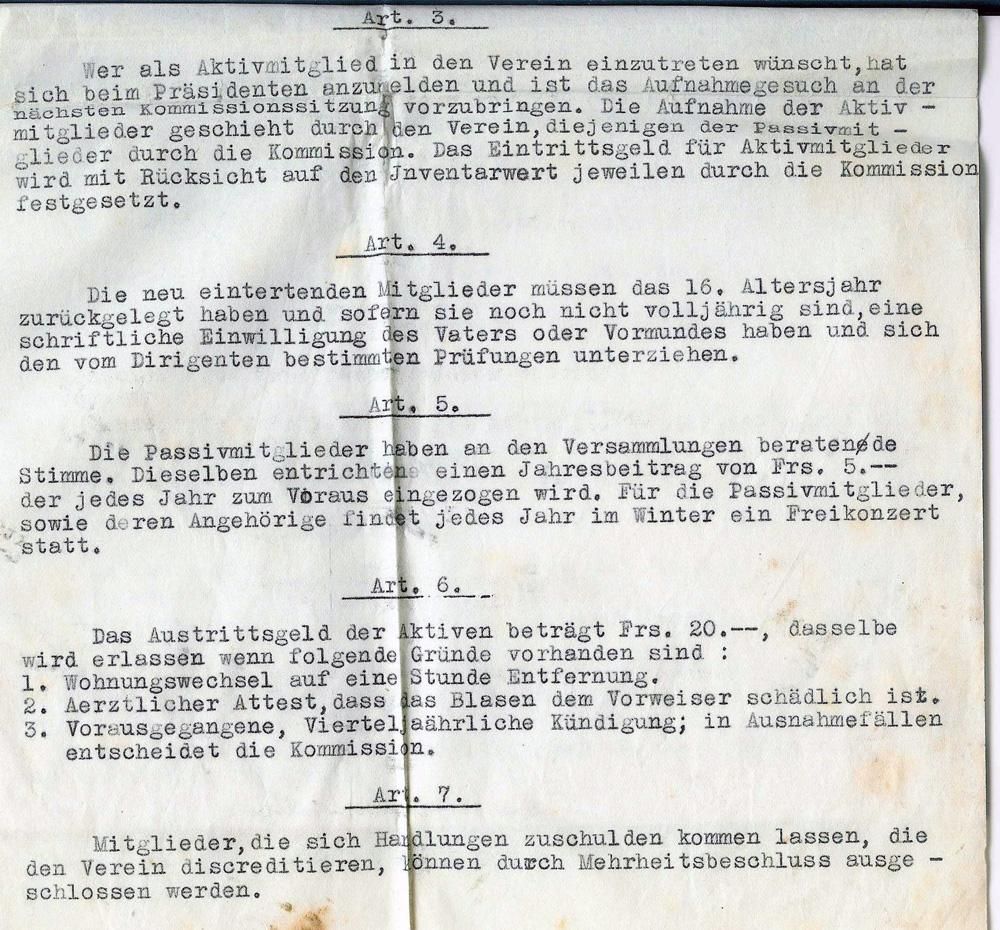 Art. 3.
Wer als Aktivmitglied in den Verein einzutreten wünscht,hat
sich beim Präsidenten anzumelden und ist das Aufnahmegesuch an der
nächsten Kommissionssitzung vorzubringen. Die Aufnahme der Aktiv -
mitglieder geschieht durch den Verein,diejenigen der Passivmit -
glieder durch die Kommission. Das Eintrittsgeld für Aktivmitglieder
wird mit Rücksicht auf den Jnventarwert jeweilen durch die Kommission
festgesetzt.
Art. 4.
Die neu eintertenden Mitglieder müssen das 16. Altersjahr
zurückgelegt haben und sofern sie noch nicht volljährig sind,eine
schriftliche Einwilligung des Vaters oder Vormundes haben und sich
den vom Dirigenten bestimmten Prüfungen unterziehen.
Art. 5.
Die Passivmitglieder haben an den Versammlungen beratende
Stimme. Dieselben entrichten einen Jahresbeitrag von Frs. 5.--
der jedes Jahr zum Voraus eingezogen wird. Für die Passivmitglieder,
sowie deren Angehörige findet jedes Jahr im Winter ein Freikonzert
statt.
Art. 6.
Das Austrittsgeld der Aktiven beträgt Frs. 20.--, dasselbe
wird erlassen wenn folgende Gründe vorhanden sind :
1. Wohnungswechsel auf eine Stunde Entfernung.
2. Aerztlicher Attest,dass das Blasen dem Vorweiser schädlich ist.
3. Vorausgegangene, Vierteljaährliche Kündigung; in Ausnahmefällen
entscheidet die Kommission.
Art. 7.
Mitglieder,die sich Handlungen zuschulden kommen lassen, die
den Verein discreditieren, können durch Mehrheitsbeschluss ausge -
schlossen werden.